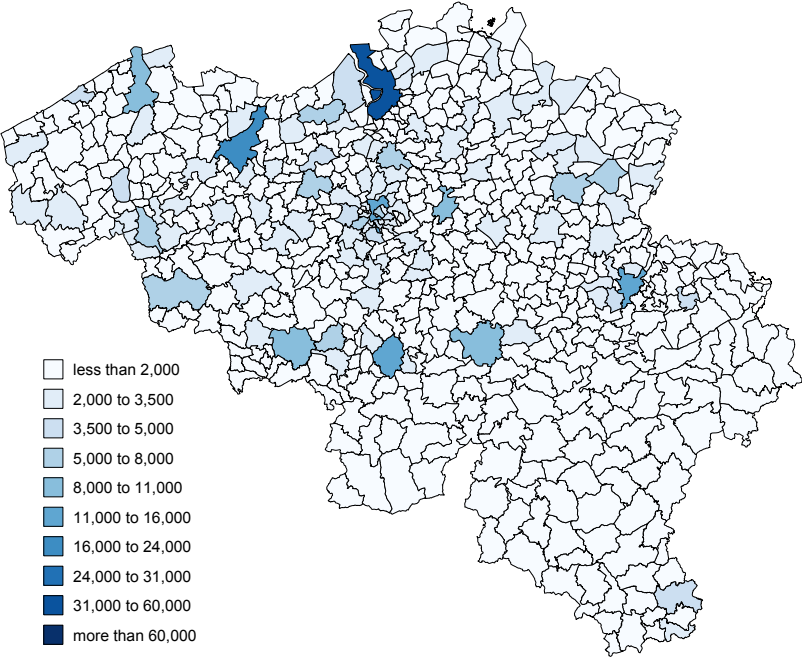 less than 2,000
2,000 to 3,500
3,500 to 5,000
5,000 to 8,000
8,000 to 11,000
11,000 to 16,000
16,000 to 24,000
24,000 to 31,000
31,000 to 60,000
more than 60,000